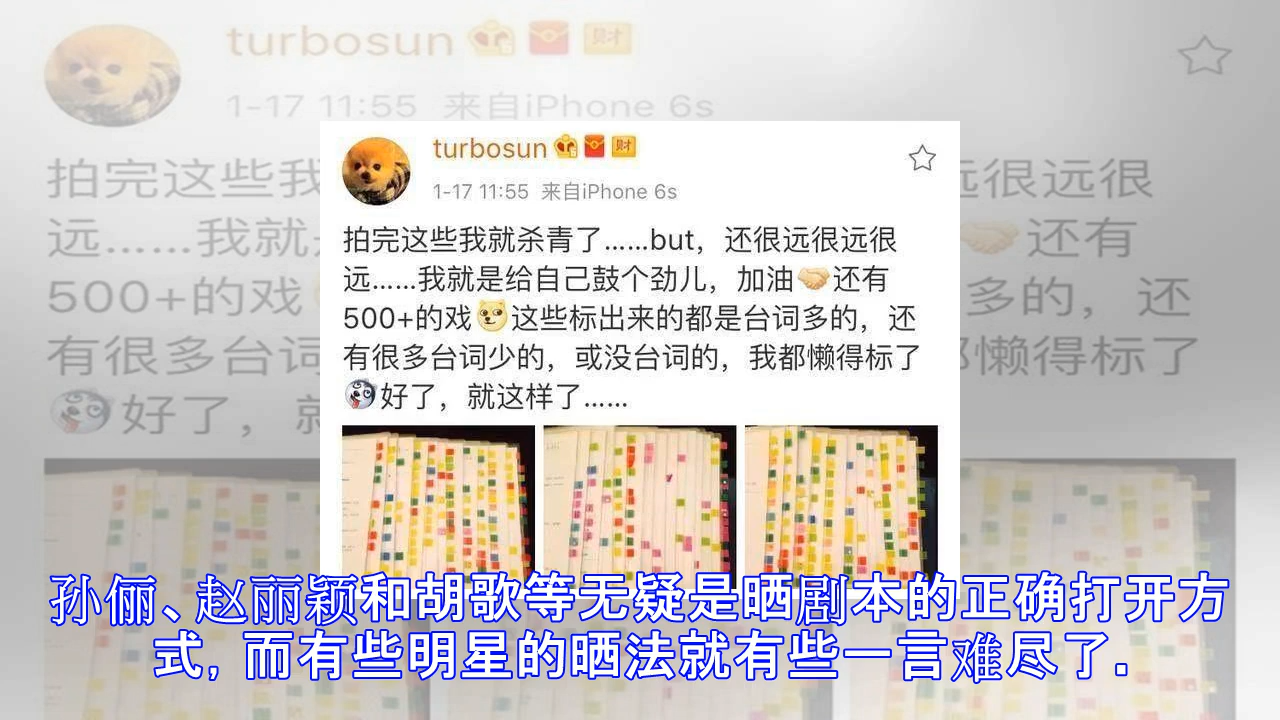 turbosun
1-17 11:55 来自iPhone 6s
拍完这些我就杀青了……but，还很远很远很
远……我就是给自己鼓个劲儿，加油还有
500+的戏这些标出来的都是台词多的，还
有很多台词少的，或没台词的，我都懒得标了
好了，就这样了……
孙俪、赵丽颖和胡歌等无疑是晒剧本的正确打开方
式, 而有些明星的晒法就有些一言难尽了.